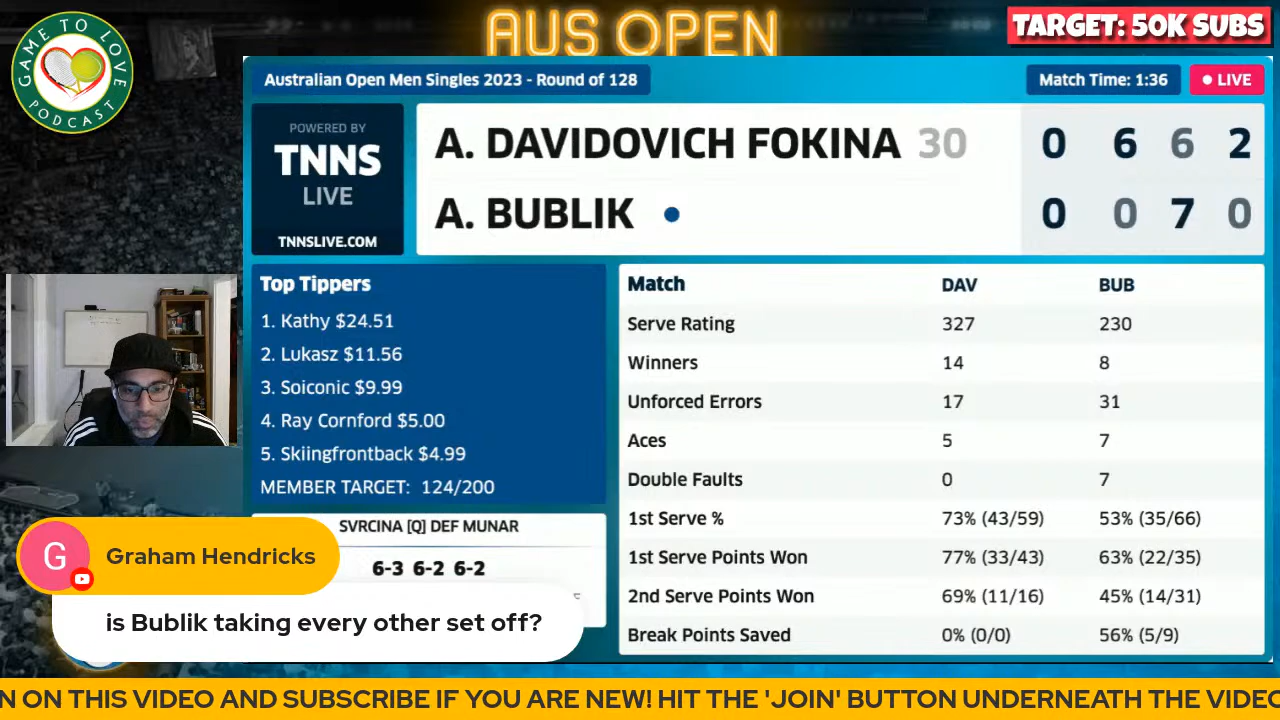 GAME TO LOVE
PODCAST
AUS OPEN
TARGET: 50K SUBS
Australian Open Men Singles 2023 - Round of 128
Match Time: 1:36
LIVE
POWERED BY
TNNS
LIVE
TNNSLIVE.COM
A. DAVIDOVICH FOKINA 30 0 6 6 2
A. BUBLIK 0 0 7 0
Top Tippers
1. Kathy $24.51
2. Lukasz $11.56
3. Soiconic $9.99
4. Ray Cornford $5.00
5. Skiingfrontback $4.99
MEMBER TARGET: 124/200
SVRCINA [Q] DEF MUNAR
6-3 6-2 6-2
Match DAV BUB
Serve Rating 327 230
Winners 14 8
Unforced Errors 17 31
Aces 5 7
Double Faults 0 7
1st Serve % 73% (43/59) 53% (35/66)
1st Serve Points Won 77% (33/43) 63% (22/35)
2nd Serve Points Won 69% (11/16) 45% (14/31)
Break Points Saved 0% (0/0) 56% (5/9)
G
Graham Hendricks
is Bublik taking every other set off?
N ON THIS VIDEO AND SUBSCRIBE IF YOU ARE NEW! HIT THE 'JOIN' BUTTON UNDERNEATH THE VIDEO